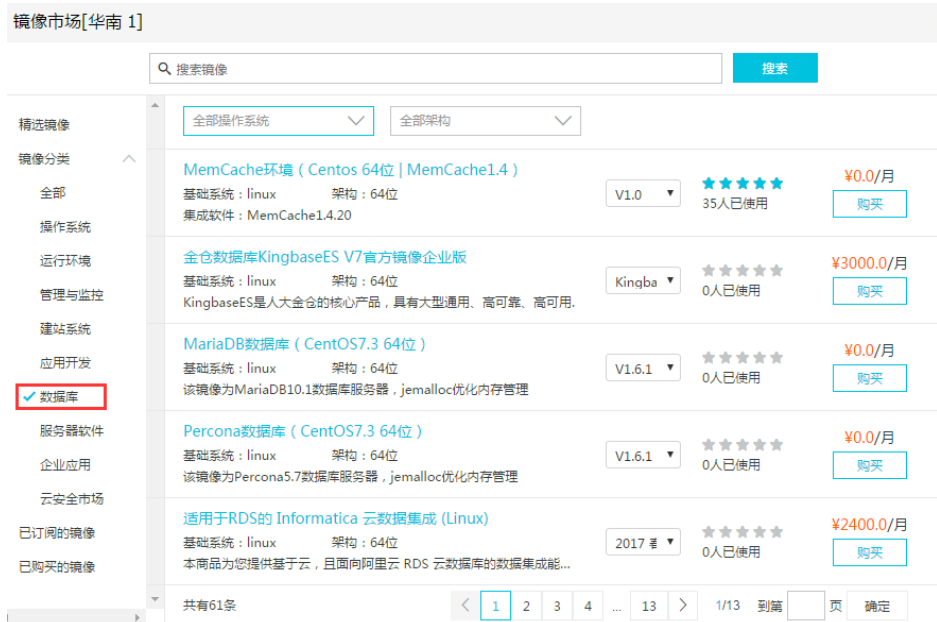 镜像市场[华南 1]
搜索镜像
搜索
精选镜像
镜像分类
全部
操作系统
运行环境
管理与监控
建站系统
应用开发
数据库
服务器软件
企业应用
云安全市场
已订阅的镜像
已购买的镜像
全部操作系统
全部架构
MemCache环境（Centos 64位 | MemCache1.4）
基础系统：linux 架构：64位
集成软件：MemCache1.4.20
V1.0
35人已使用
¥0.0/月
购买
金仓数据库KingbaseES V7官方镜像企业版
基础系统：linux 架构：64位
KingbaseES是人大金仓的核心产品，具有大型通用、高可靠、高可用.
Kingba
0人已使用
¥3000.0/月
购买
MariaDB数据库（CentOS7.3 64位）
基础系统：linux 架构：64位
该镜像为MariaDB10.1数据库服务器，jemalloc优化内存管理
V1.6.1
0人已使用
¥0.0/月
购买
Percona数据库（CentOS7.3 64位）
基础系统：linux 架构：64位
该镜像为Percona5.7数据库服务器，jemalloc优化内存管理
V1.6.1
0人已使用
¥0.0/月
购买
适用于RDS的 Informatica 云数据集成 (Linux)
基础系统：linux 架构：64位
本商品为您提供基于云，且面向阿里云 RDS 云数据库的数据集成能...
2017
0人已使用
¥2400.0/月
购买
共有61条
1 2 3 4 ... 13 1/13 到第 页 确定